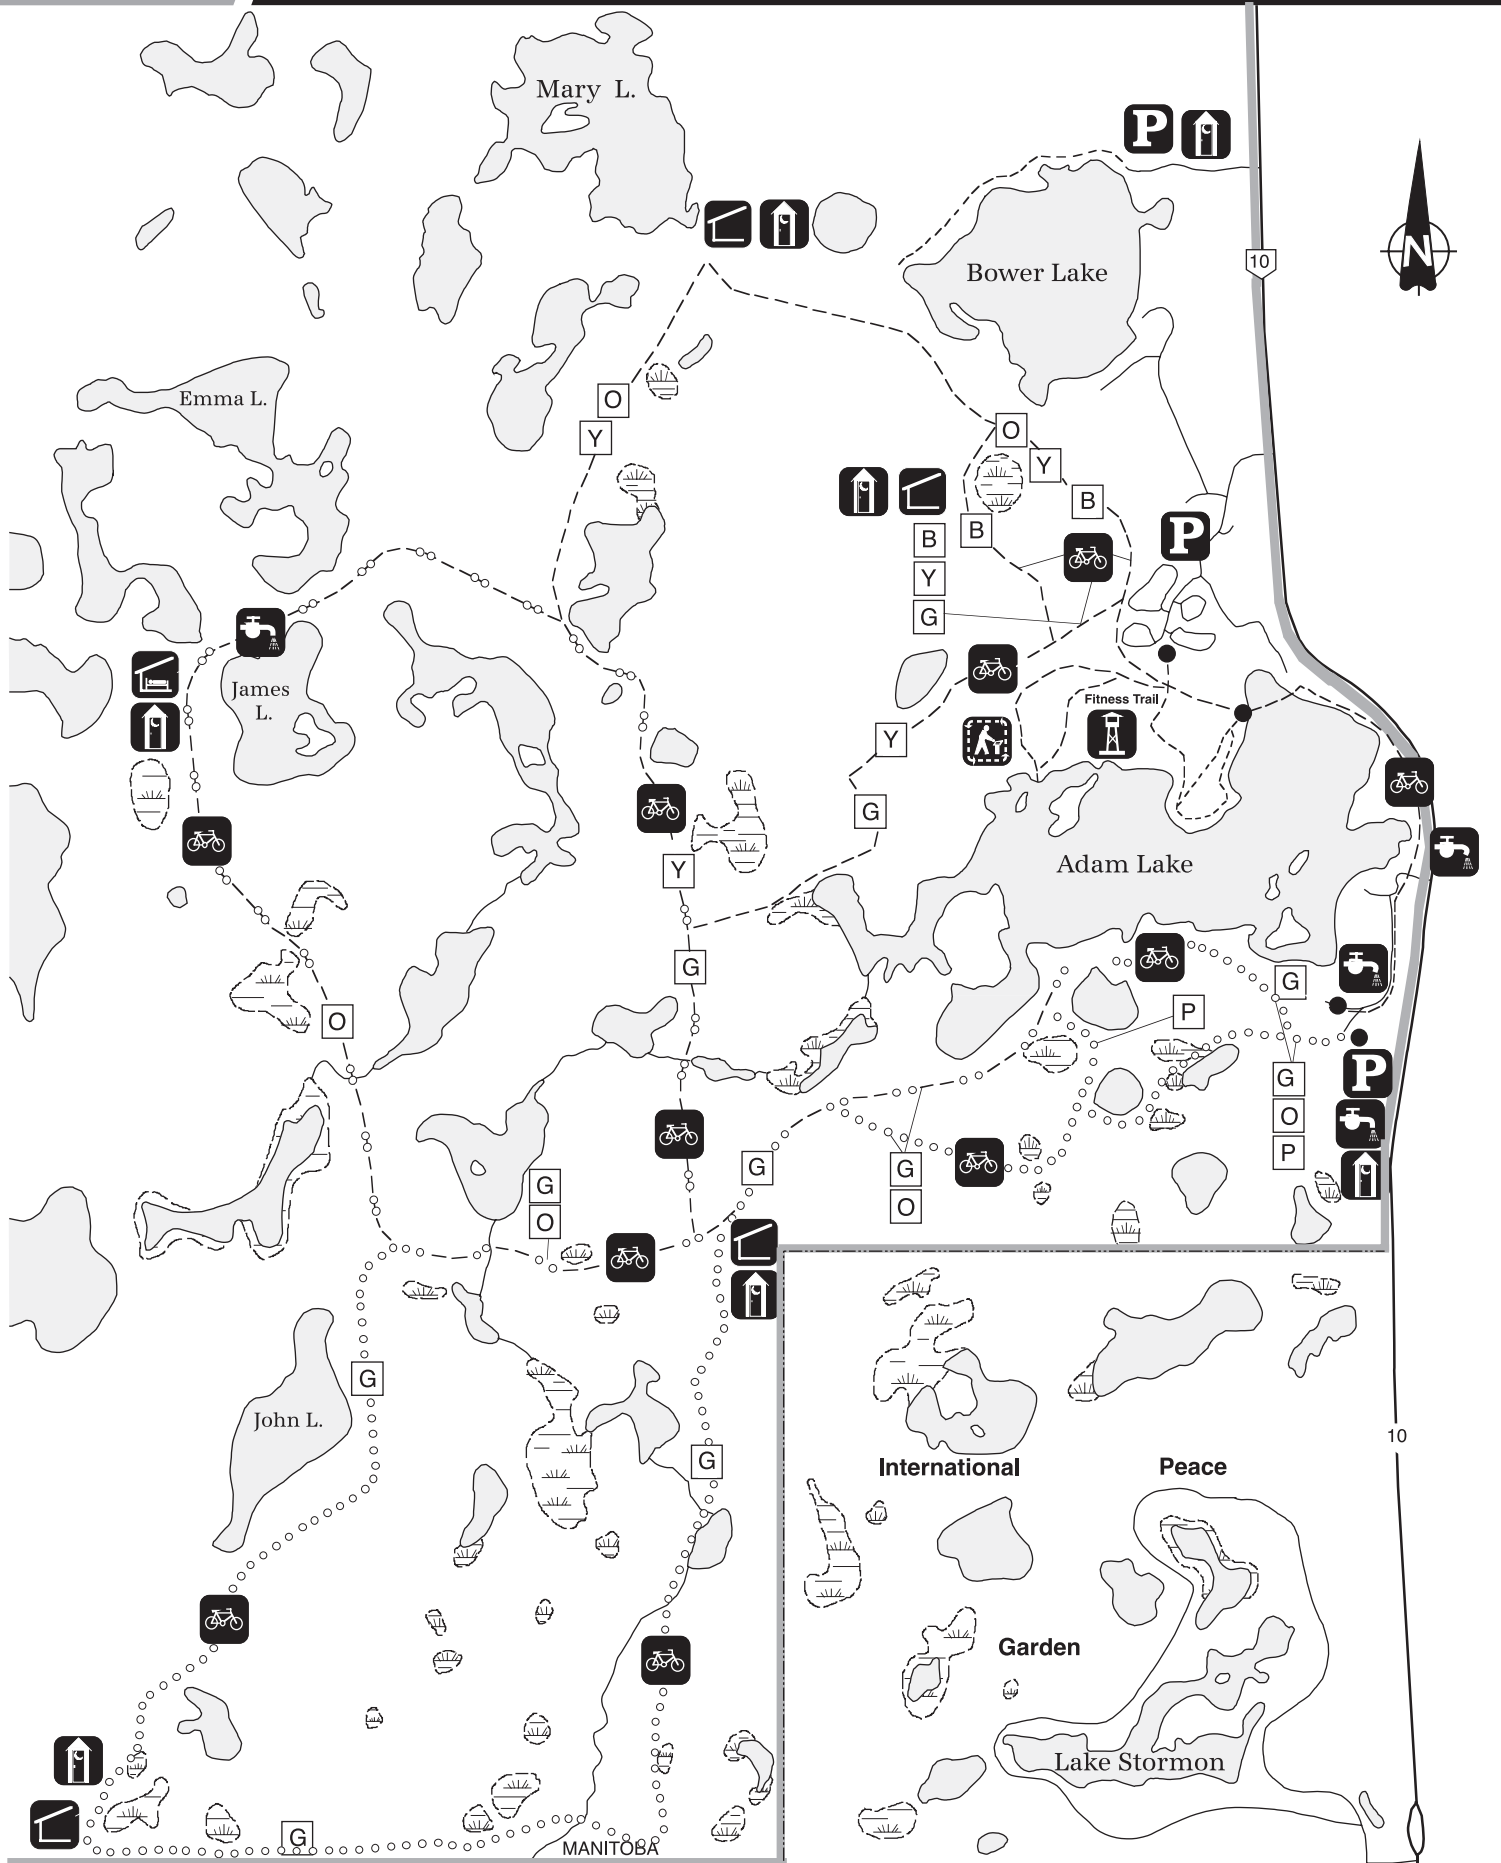 Mary L.
P
10
N
Bower Lake
Emma L.
O
Y
O
Y
B
B
B
Y
G
P
James
L.
Fitness Trail
Y
G
Adam Lake
Y
G
O
G
P
G
O
P
P
G
G
O
G
O
G
John L.
G
10
International
Peace
Garden
Lake Stormon
G
MANITOBA